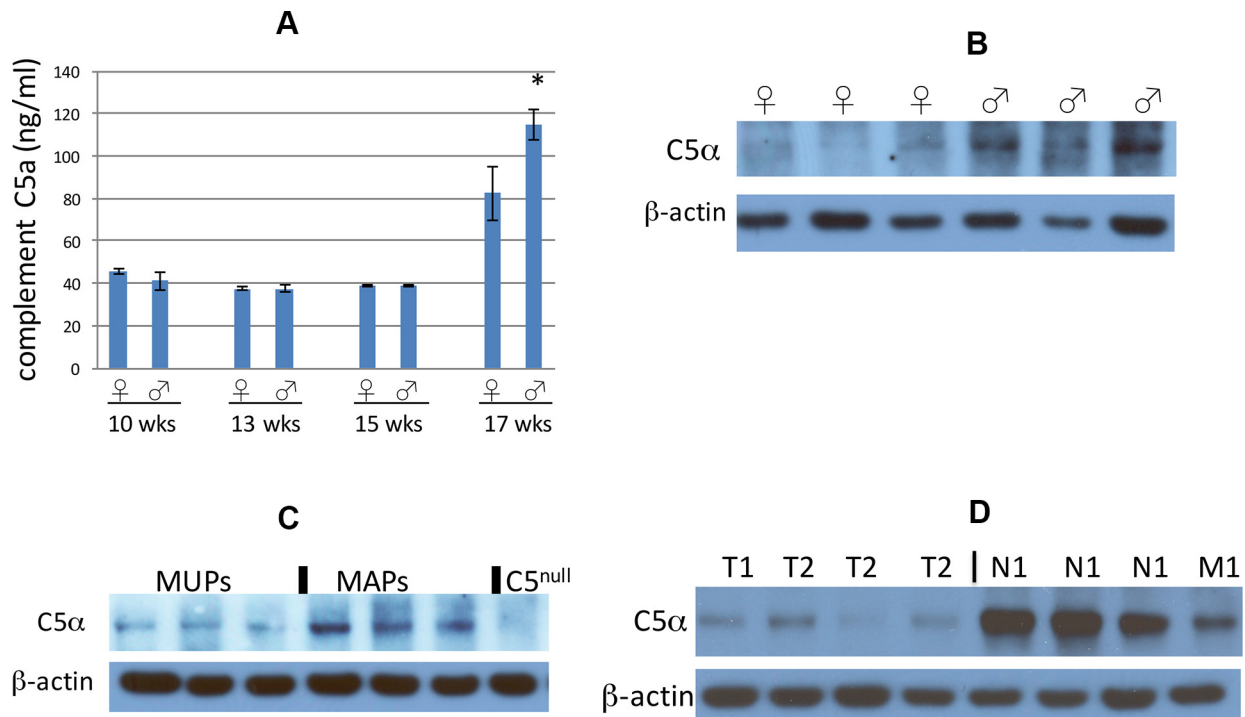 A
complement C5a (ng/ml)
140
120
100
80
60
40
20
0
♀ ♂ ♀ ♂ ♀ ♂ ♀ ♂
10 wks 13 wks 15 wks 17 wks
*
B
♀ ♀ ♀ ♂ ♂ ♂
C5α
β-actin
C
MUPs MAPs C5null
C5α
β-actin
D
T1 T2 T2 T2 | N1 N1 N1 M1
C5α
β-actin